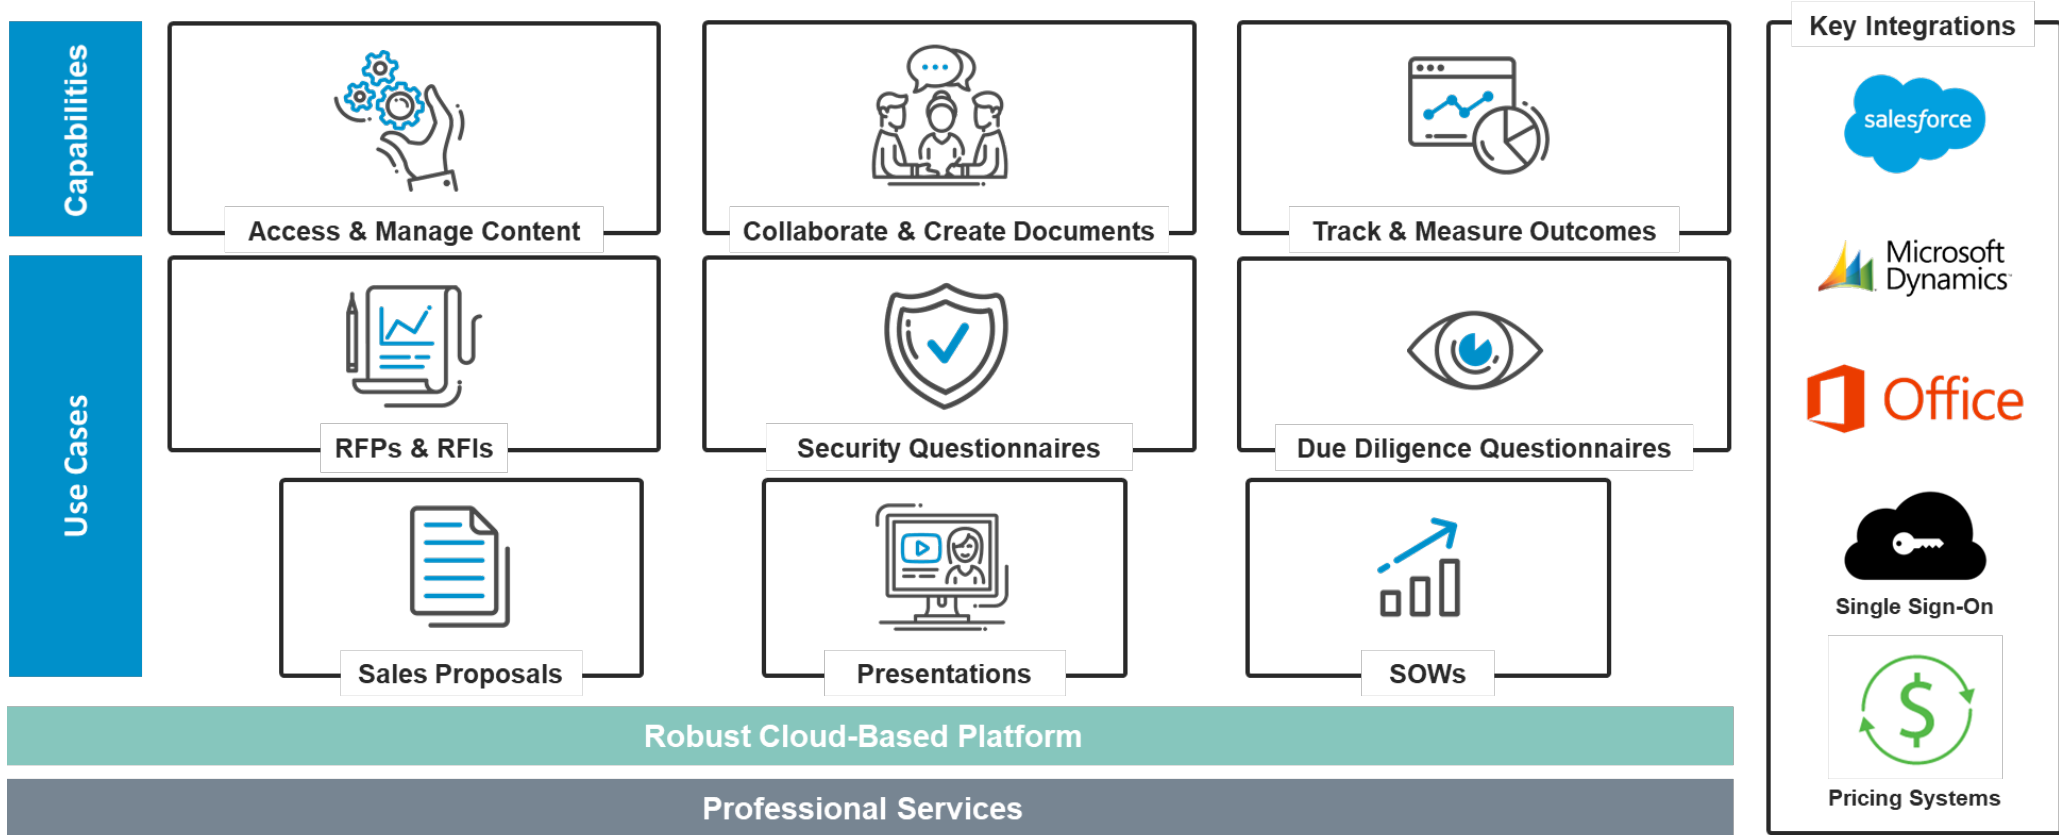 Capabilities
Access & Manage Content
Collaborate & Create Documents
Track & Measure Outcomes
Use Cases
RFPs & RFIs
Security Questionnaires
Due Diligence Questionnaires
Sales Proposals
Presentations
SOWs
Robust Cloud-Based Platform
Professional Services
Key Integrations
salesforce
Microsoft
Dynamics
Office
Single Sign-On
Pricing Systems